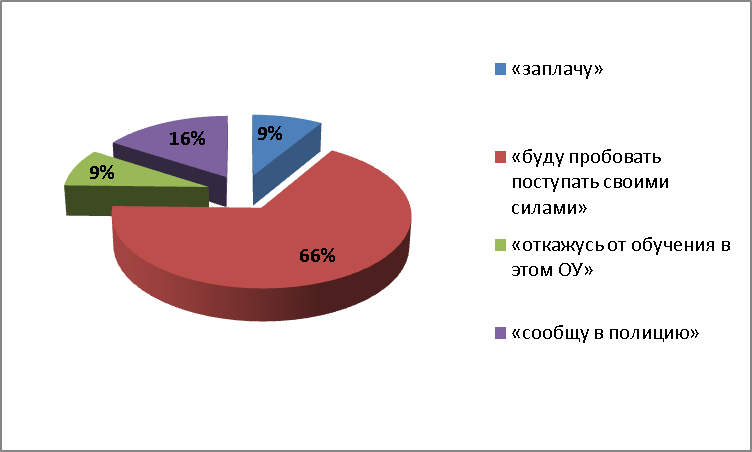 9%
66%
9%
16%
«заплачу»
«буду пробовать
поступать своими
силами»
«откажусь от обучения в
этом ОУ»
«сообщу в полицию»